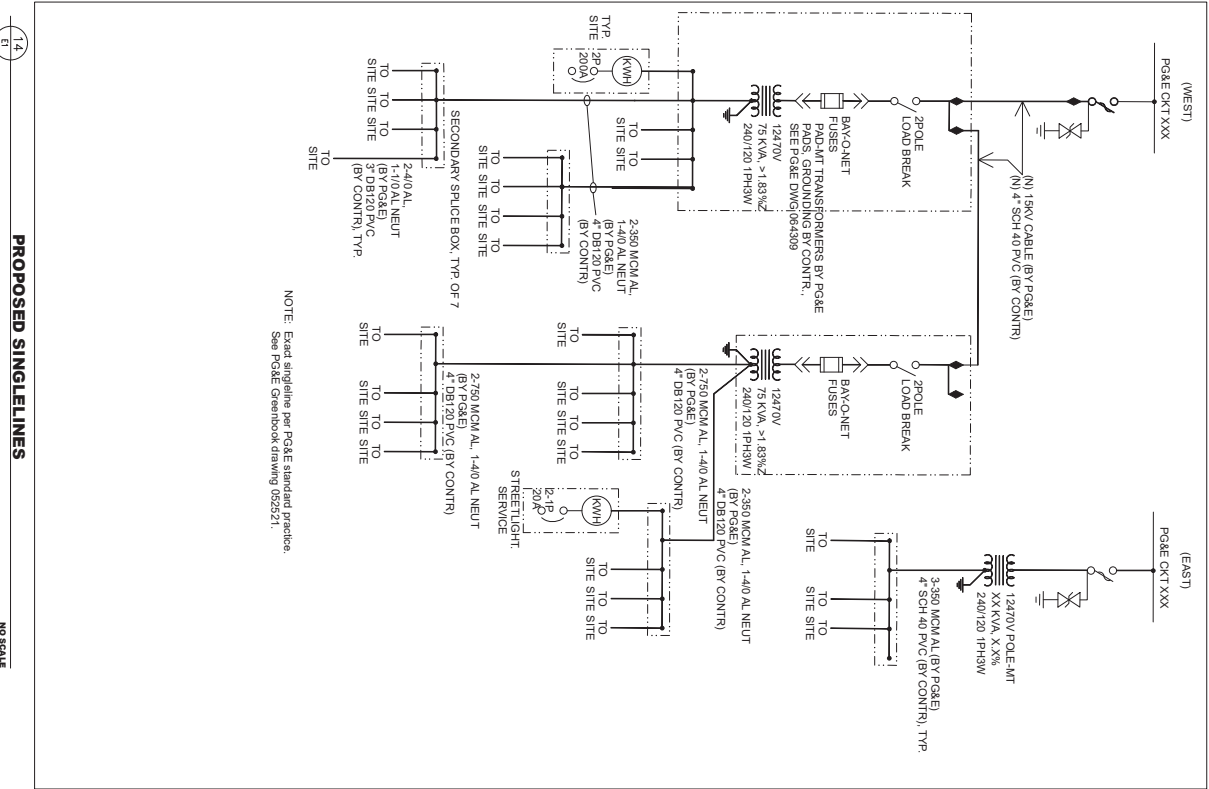 (WEST)
PG&E CKT XXX
(N) 15KV CABLE (BY PG&E)
(N) 4" SCH 40 PVC (BY CONTR)
2POLE
LOAD BREAK
BAY-O-NET
FUSES
PAD-MT TRANSFORMERS BY PG&E
PADS, GROUNDING BY CONTR.,
SEE PG&E DWG 064309
12470V
75 KVA, >1.83%Z
240/120 1PH3W
TYP.
SITE
KWH
2P
200A
TO
SITE
TO
SITE
TO
SITE
TO
SITE
TO
SITE
TO
SITE
2-350 MCM AL,
1-4/0 AL NEUT
(BY PG&E)
4" DB120 PVC
(BY CONTR)
SECONDARY SPLICE BOX, TYP. OF 7
TO
SITE
TO
SITE
TO
SITE
TO
SITE
2-4/0 AL,
1-1/0 AL NEUT
(BY PG&E)
3" DB120 PVC
(BY CONTR), TYP.
2POLE
LOAD BREAK
BAY-O-NET
FUSES
12470V
75 KVA, >1.83%Z
240/120 1PH3W
2-750 MCM AL, 1-4/0 AL NEUT
(BY PG&E)
4" DB120 PVC (BY CONTR)
2-350 MCM AL, 1-4/0 AL NEUT
(BY PG&E)
4" DB120 PVC (BY CONTR)
TO
SITE
TO
SITE
TO
SITE
TO
SITE
2-750 MCM AL, 1-4/0 AL NEUT
(BY PG&E)
4" DB120 PVC (BY CONTR)
TO
SITE
TO
SITE
TO
SITE
TO
SITE
STREETLIGHT
SERVICE
KWH
2-1P
20A
TO
SITE
TO
SITE
TO
SITE
(EAST)
PG&E CKT XXX
12470V POLE-MT
XX KVA, X.X%
240/120 1PH3W
3-350 MCM AL (BY PG&E)
4" SCH 40 PVC (BY CONTR), TYP.
TO
SITE
TO
SITE
TO
SITE
NOTE: Exact singleline per PG&E standard practice.
See PG&E Greenbook drawing 052521.
14
E1
PROPOSED SINGLELINES
NO SCALE